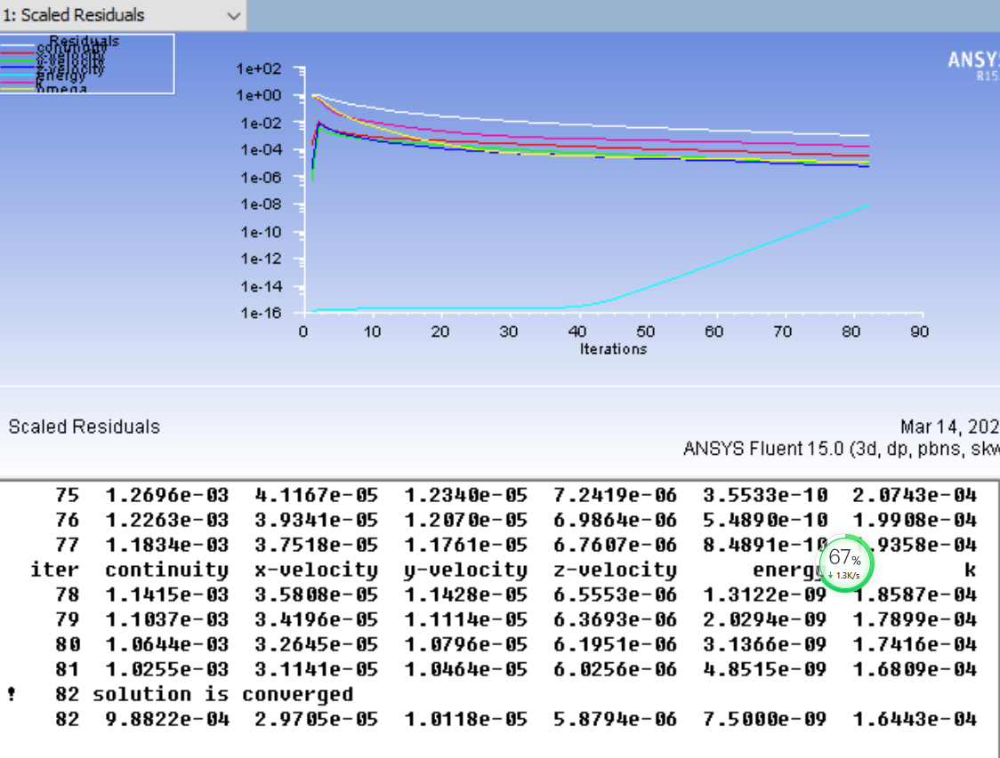 1: Scaled Residuals
Residuals
continuity
x-velocity
y-velocity
z-velocity
energy
k
omega
ANSYS
R15.
1e+02
1e+00
1e-02
1e-04
1e-06
1e-08
1e-10
1e-12
1e-14
1e-16
0 10 20 30 40 50 60 70 80 90
Iterations
Scaled Residuals
Mar 14, 202
ANSYS Fluent 15.0 (3d, dp, pbns, skw
75 1.2696e-03 4.1167e-05 1.2340e-05 7.2419e-06 3.5533e-10 2.0743e-04
76 1.2263e-03 3.9341e-05 1.2070e-05 6.9864e-06 5.4890e-10 1.9908e-04
77 1.1834e-03 3.7518e-05 1.1761e-05 6.7607e-06 8.4891e-10 .9358e-04
67%
↓ 1.3K/s
iter continuity x-velocity y-velocity z-velocity energy k
78 1.1415e-03 3.5808e-05 1.1428e-05 6.5553e-06 1.3122e-09 1.8587e-04
79 1.1037e-03 3.4196e-05 1.1114e-05 6.3693e-06 2.0294e-09 1.7899e-04
80 1.0644e-03 3.2645e-05 1.0796e-05 6.1951e-06 3.1366e-09 1.7416e-04
81 1.0255e-03 3.1141e-05 1.0464e-05 6.0256e-06 4.8515e-09 1.6809e-04
! 82 solution is converged
82 9.8822e-04 2.9705e-05 1.0118e-05 5.8794e-06 7.5000e-09 1.6443e-04